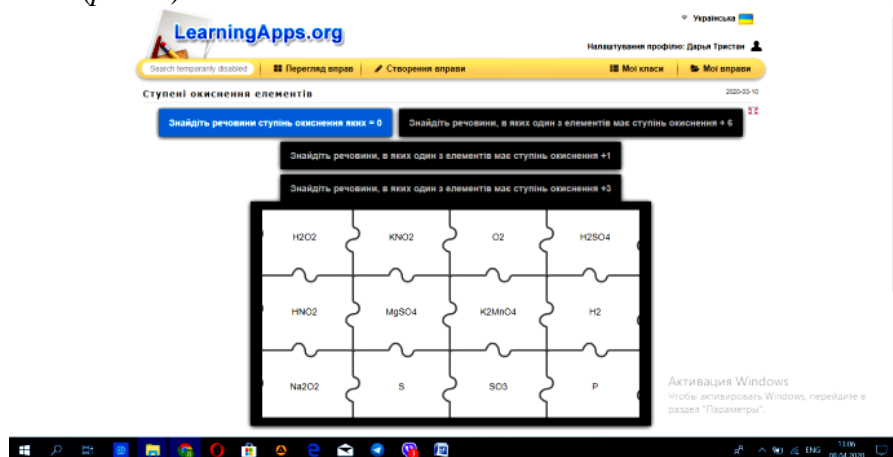 LearningApps.org
Українська
Налаштування профілю: Дарья Тристан
Search temporarily disabled
Перегляд вправ
Створення вправи
Мої класи
Мої вправи
Ступені окиснення елементів
2020-03-10
Знайдіть речовини ступінь окиснення яких = 0
Знайдіть речовини, в яких один з елементів має ступінь окиснення + 6
Знайдіть речовини, в яких один з елементів має ступінь окиснення +1
Знайдіть речовини, в яких один з елементів має ступінь окиснення +3
H2O2 KNO2 O2 H2SO4
HNO2 MgSO4 K2MnO4 H2
Na2O2 S SO3 P
Активация Windows
Чтобы активировать Windows, перейдите в
раздел "Параметры".
ENG
11:06
08.04.2020